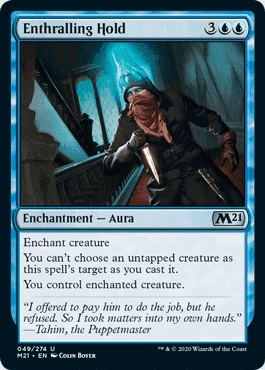 Enthralling Hold 3
Enchantment — Aura
M21
Enchant creature
You can't choose an untapped creature as
this spell's target as you cast it.
You control enchanted creature.
"I offered to pay him to do the job, but he
refused. So I took matters into my own hands."
—Tahim, the Puppetmaster
049/274 U
M21 • EN Colin Boyer
™ & © 2020 Wizards of the Coast